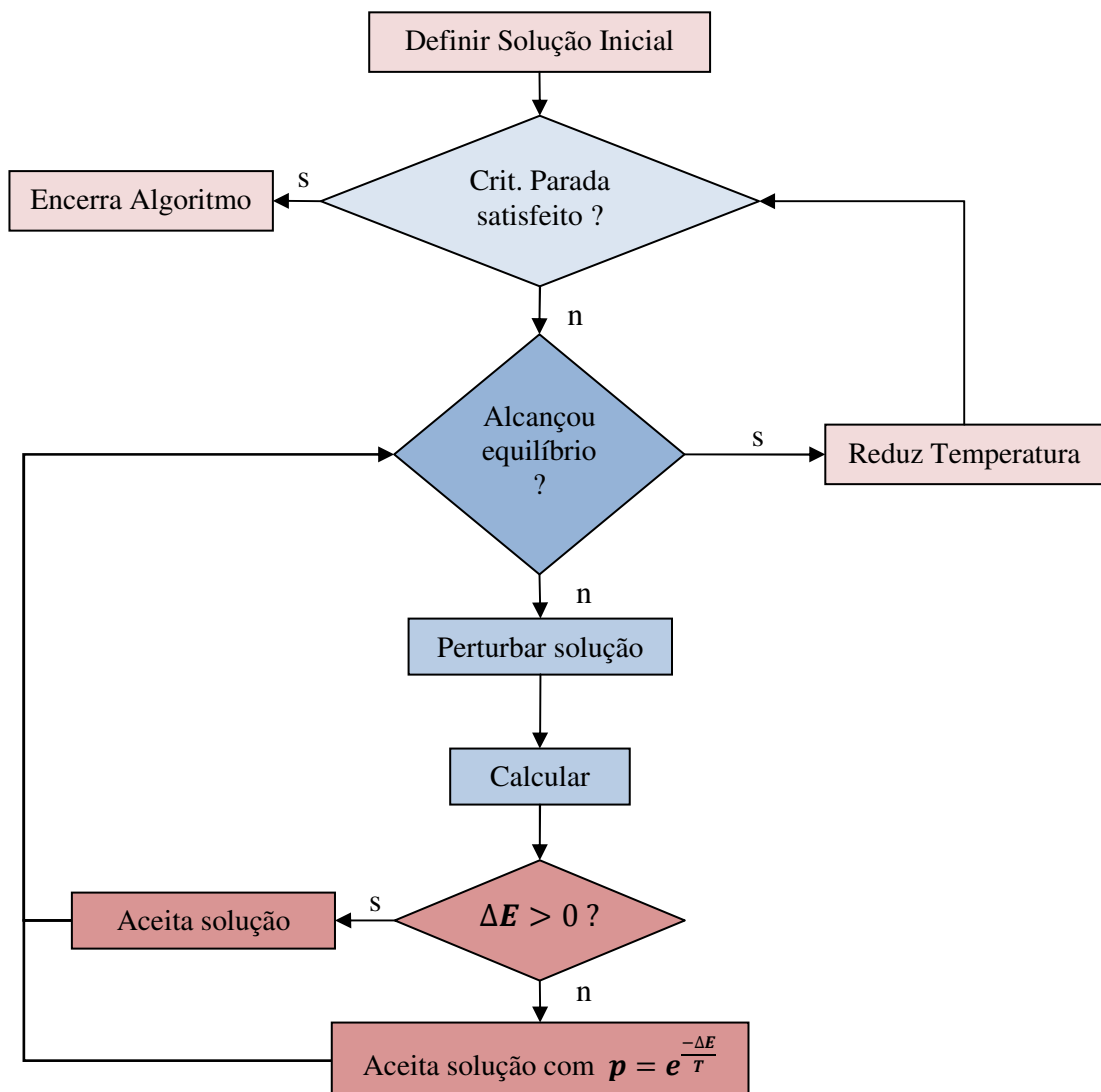 Definir Solução Inicial
Crit. Parada
satisfeito ?
s
Encerra Algoritmo
n
Alcançou
equilíbrio
?
s
Reduz Temperatura
n
Perturbar solução
Calcular
ΔE > 0 ?
s
Aceita solução
n
Aceita solução com p = e^{\frac{-ΔE}{T}}